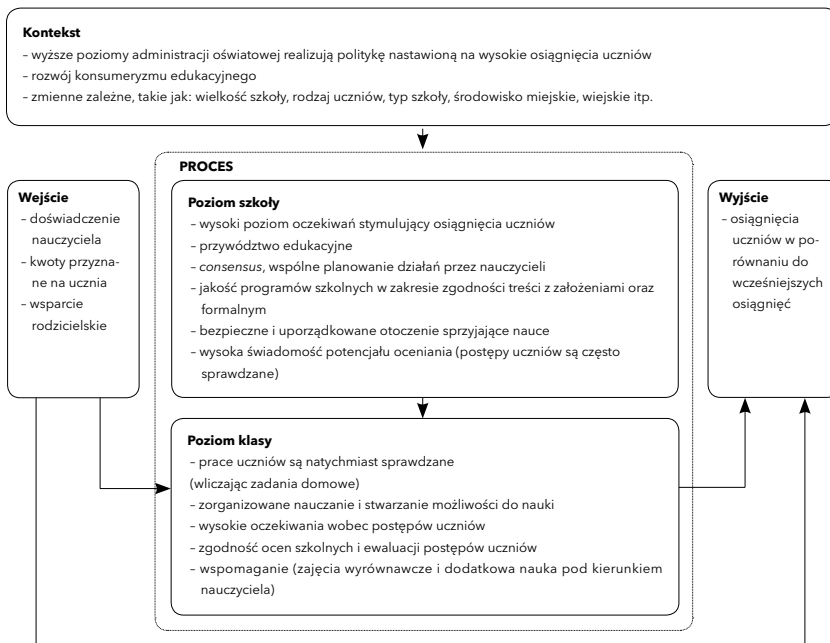 Kontekst
– wyższe poziomy administracji oświatowej realizują politykę nastawioną na wysokie osiągnięcia uczniów
– rozwój konsumeryzmu edukacyjnego
– zmienne zależne, takie jak: wielkość szkoły, rodzaj uczniów, typ szkoły, środowisko miejskie, wiejskie itp.
PROCES
Wejście
– doświadczenie
nauczyciela
– kwoty przyzna-
ne na ucznia
– wsparcie
rodzicielskie
Poziom szkoły
– wysoki poziom oczekiwań stymulujący osiągnięcia uczniów
– przywództwo edukacyjne
– consensus, wspólne planowanie działań przez nauczycieli
– jakość programów szkolnych w zakresie zgodności treści z założeniami oraz
formalnym
– bezpieczne i uporządkowane otoczenie sprzyjające nauce
– wysoka świadomość potencjału oceniania (postępy uczniów są często
sprawdzane)
Wyjście
– osiągnięcia
uczniów w po-
równaniu do
wcześniejszych
osiągnięć
Poziom klasy
– prace uczniów są natychmiast sprawdzane
(wliczając zadania domowe)
– zorganizowane nauczanie i stwarzanie możliwości do nauki
– wysokie oczekiwania wobec postępów uczniów
– zgodność ocen szkolnych i ewaluacji postępów uczniów
– wspomaganie (zajęcia wyrównawcze i dodatkowa nauka pod kierunkiem
nauczyciela)